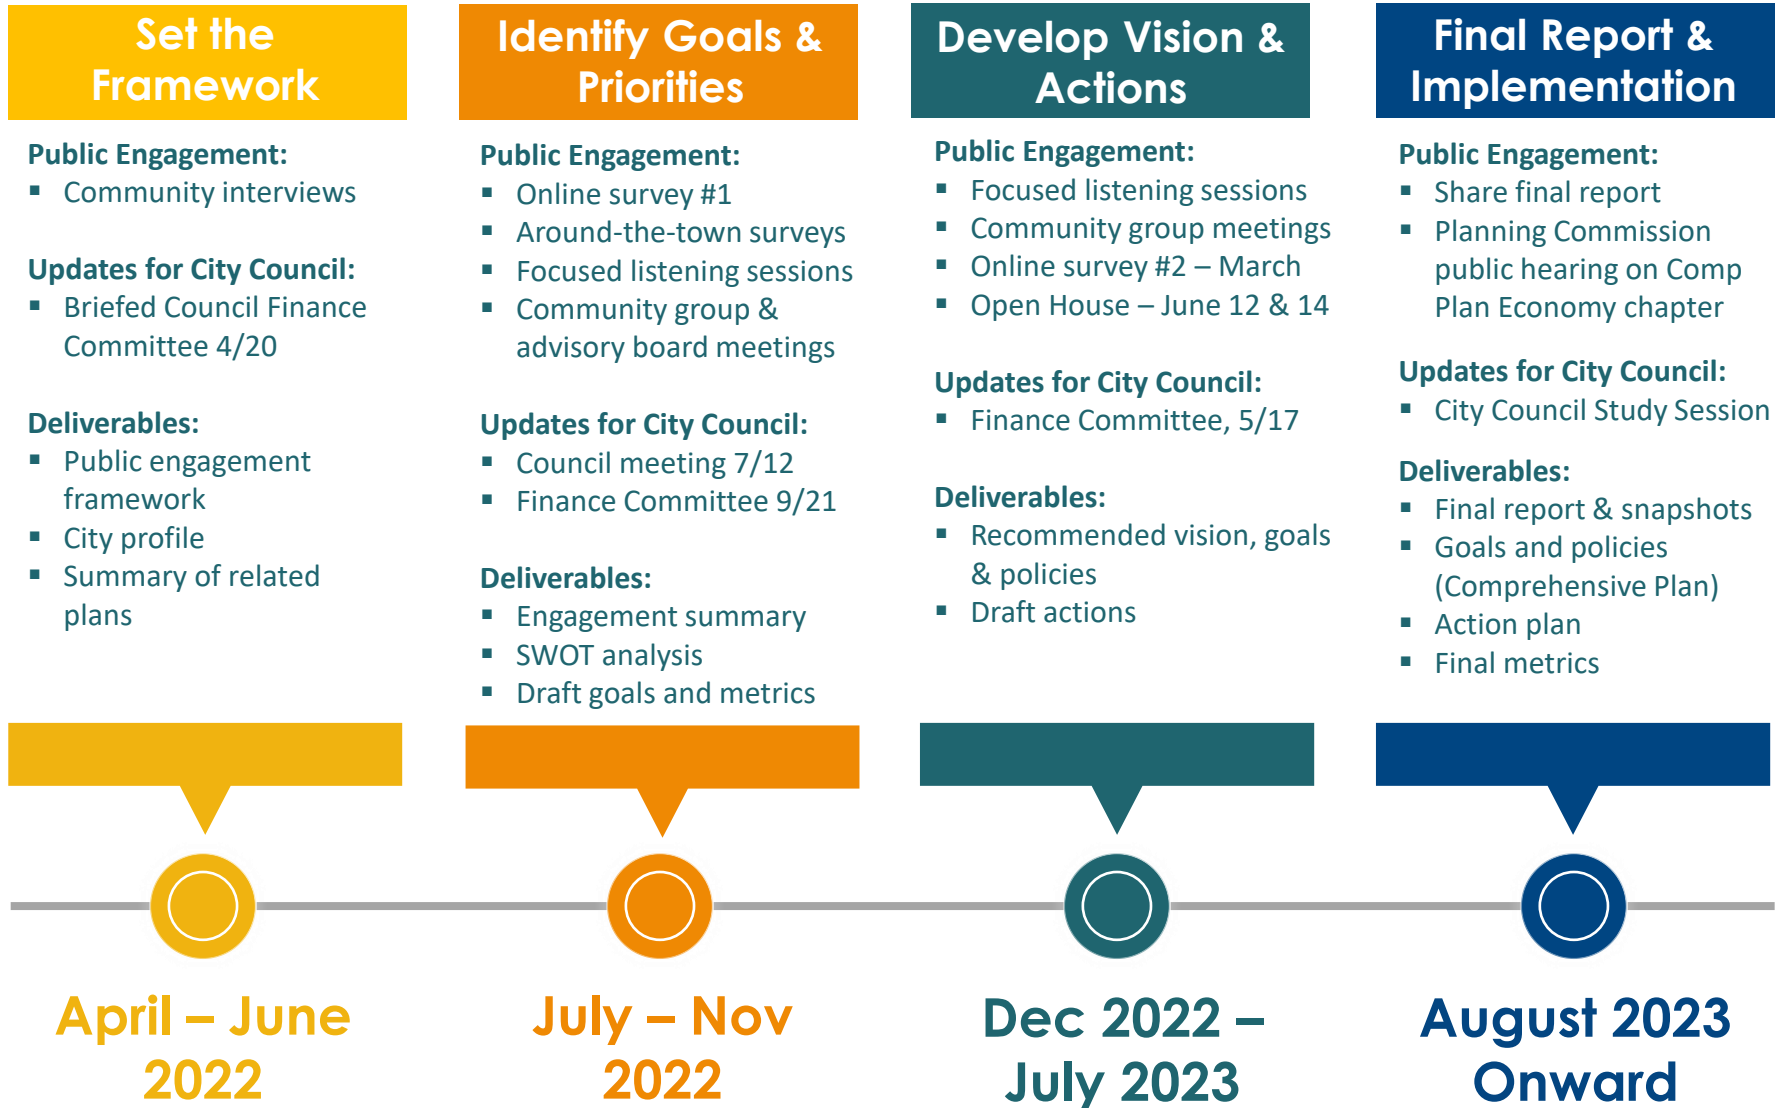 Set the
Framework
Public Engagement:
▪ Community interviews
Updates for City Council:
▪ Briefed Council Finance
Committee 4/20
Deliverables:
▪ Public engagement
framework
▪ City profile
▪ Summary of related
plans
April – June
2022
Identify Goals &
Priorities
Public Engagement:
▪ Online survey #1
▪ Around-the-town surveys
▪ Focused listening sessions
▪ Community group &
advisory board meetings
Updates for City Council:
▪ Council meeting 7/12
▪ Finance Committee 9/21
Deliverables:
▪ Engagement summary
▪ SWOT analysis
▪ Draft goals and metrics
July – Nov
2022
Develop Vision &
Actions
Public Engagement:
▪ Focused listening sessions
▪ Community group meetings
▪ Online survey #2 – March
▪ Open House – June 12 & 14
Updates for City Council:
▪ Finance Committee, 5/17
Deliverables:
▪ Recommended vision, goals
& policies
▪ Draft actions
Dec 2022 –
July 2023
Final Report &
Implementation
Public Engagement:
▪ Share final report
▪ Planning Commission
public hearing on Comp
Plan Economy chapter
Updates for City Council:
▪ City Council Study Session
Deliverables:
▪ Final report & snapshots
▪ Goals and policies
(Comprehensive Plan)
▪ Action plan
▪ Final metrics
August 2023
Onward